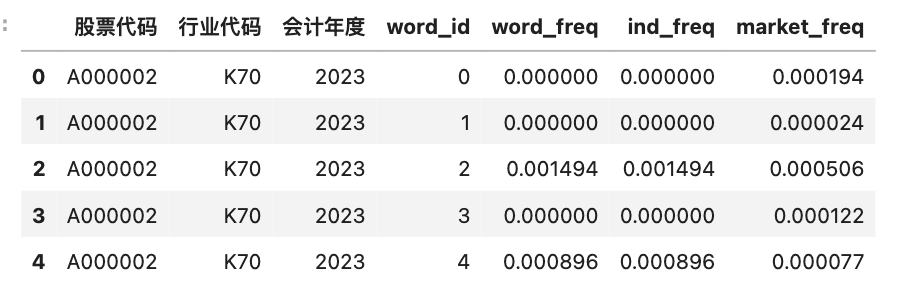 股票代码 行业代码 会计年度 word_id word_freq ind_freq market_freq
0 A000002 K70 2023 0 0.000000 0.000000 0.000194
1 A000002 K70 2023 1 0.000000 0.000000 0.000024
2 A000002 K70 2023 2 0.001494 0.001494 0.000506
3 A000002 K70 2023 3 0.000000 0.000000 0.000122
4 A000002 K70 2023 4 0.000896 0.000896 0.000077